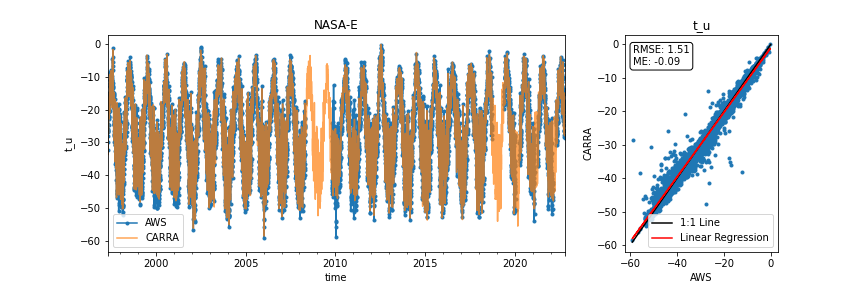 NASA-E
t_u
0
−10
−20
−30
−40
−50
−60
t_u
AWS
CARRA
2000
2005
2010
2015
2020
time
t_u
RMSE: 1.51
ME: -0.09
0
−10
−20
−30
−40
−50
−60
CARRA
1:1 Line
Linear Regression
−60
−40
−20
0
AWS